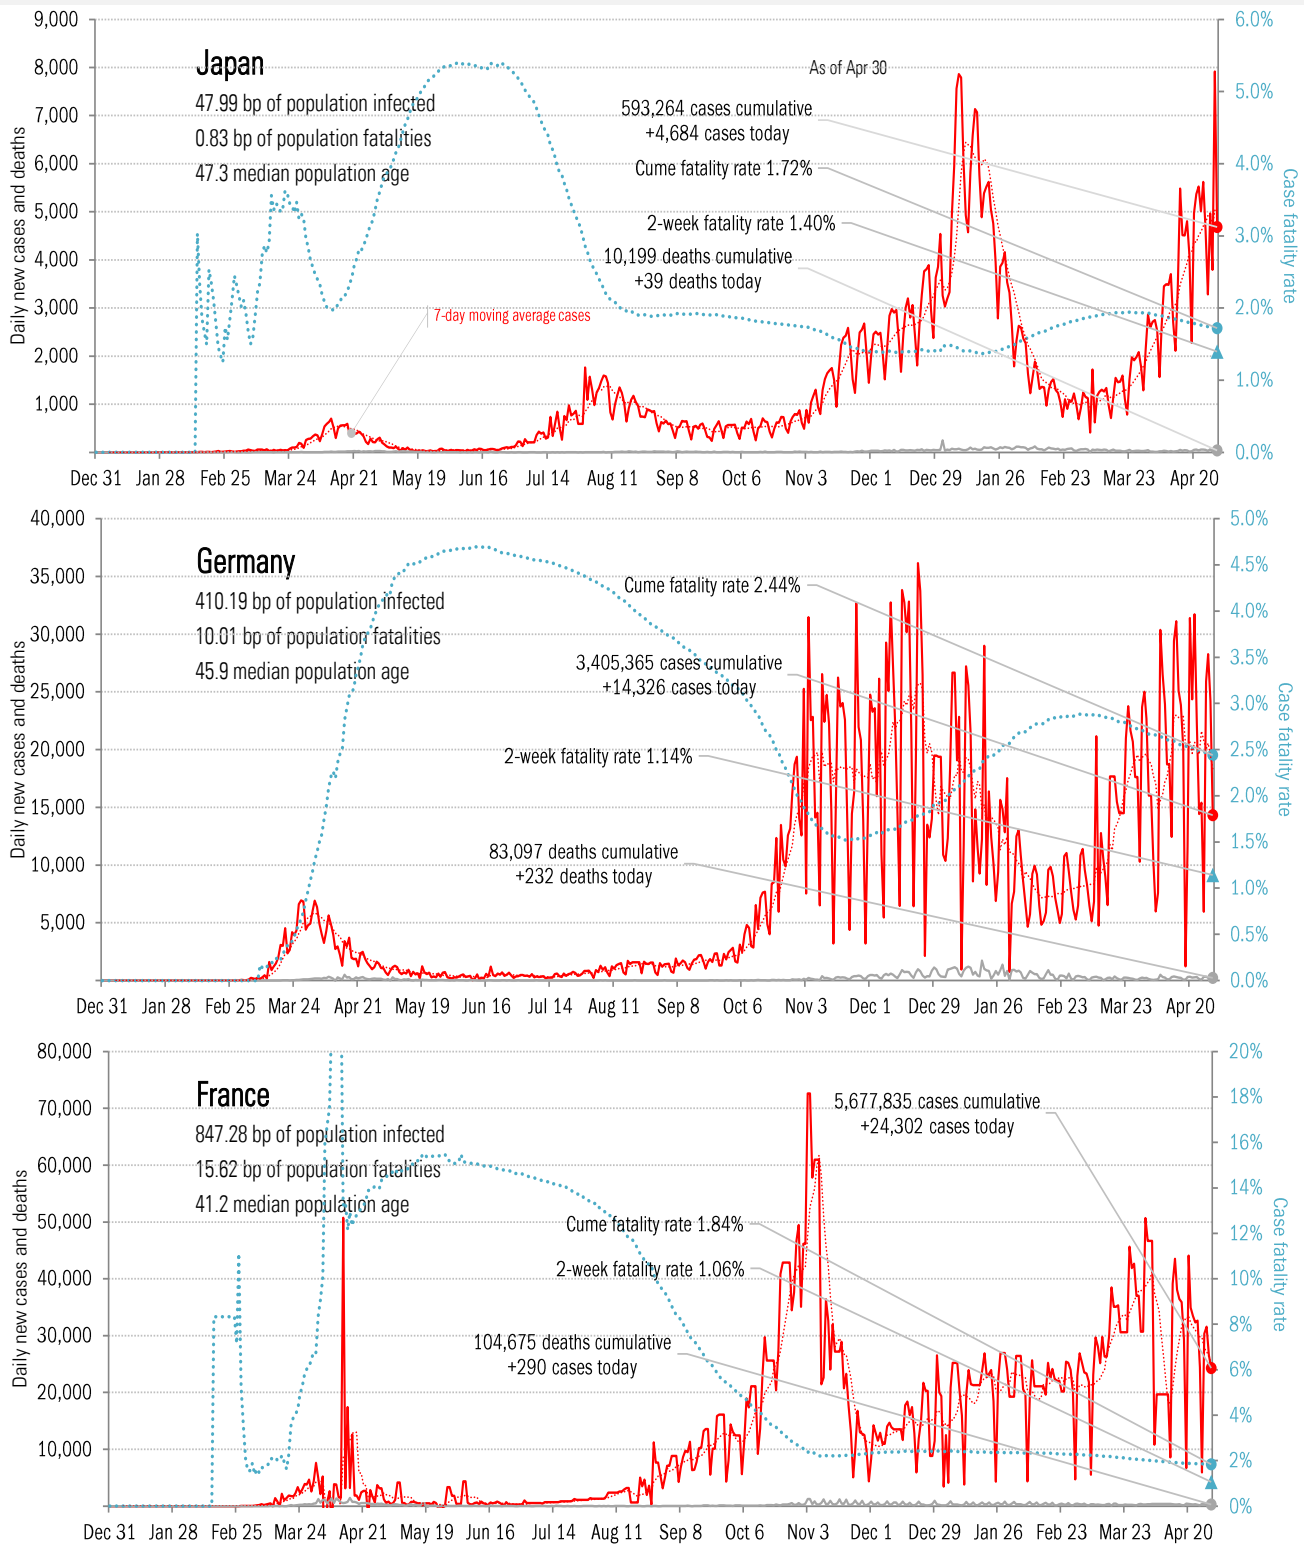 9,000
8,000
7,000
6,000
5,000
4,000
3,000
2,000
1,000
Daily new cases and deaths
Japan
47.99 bp of population infected
0.83 bp of population fatalities
47.3 median population age
As of Apr 30
593,264 cases cumulative
+4,684 cases today
Cume fatality rate 1.72%
2-week fatality rate 1.40%
10,199 deaths cumulative
+39 deaths today
7-day moving average cases
6.0%
5.0%
4.0%
3.0%
2.0%
1.0%
0.0%
Case fatality rate
Dec 31 Jan 28 Feb 25 Mar 24 Apr 21 May 19 Jun 16 Jul 14 Aug 11 Sep 8 Oct 6 Nov 3 Dec 1 Dec 29 Jan 26 Feb 23 Mar 23 Apr 20
40,000
35,000
30,000
25,000
20,000
15,000
10,000
5,000
Daily new cases and deaths
Germany
410.19 bp of population infected
10.01 bp of population fatalities
45.9 median population age
Cume fatality rate 2.44%
3,405,365 cases cumulative
+14,326 cases today
2-week fatality rate 1.14%
83,097 deaths cumulative
+232 deaths today
5.0%
4.5%
4.0%
3.5%
3.0%
2.5%
2.0%
1.5%
1.0%
0.5%
0.0%
Case fatality rate
Dec 31 Jan 28 Feb 25 Mar 24 Apr 21 May 19 Jun 16 Jul 14 Aug 11 Sep 8 Oct 6 Nov 3 Dec 1 Dec 29 Jan 26 Feb 23 Mar 23 Apr 20
80,000
70,000
60,000
50,000
40,000
30,000
20,000
10,000
Daily new cases and deaths
France
847.28 bp of population infected
15.62 bp of population fatalities
41.2 median population age
5,677,835 cases cumulative
+24,302 cases today
Cume fatality rate 1.84%
2-week fatality rate 1.06%
104,675 deaths cumulative
+290 cases today
20%
18%
16%
14%
12%
10%
8%
6%
4%
2%
0%
Case fatality rate
Dec 31 Jan 28 Feb 25 Mar 24 Apr 21 May 19 Jun 16 Jul 14 Aug 11 Sep 8 Oct 6 Nov 3 Dec 1 Dec 29 Jan 26 Feb 23 Mar 23 Apr 20